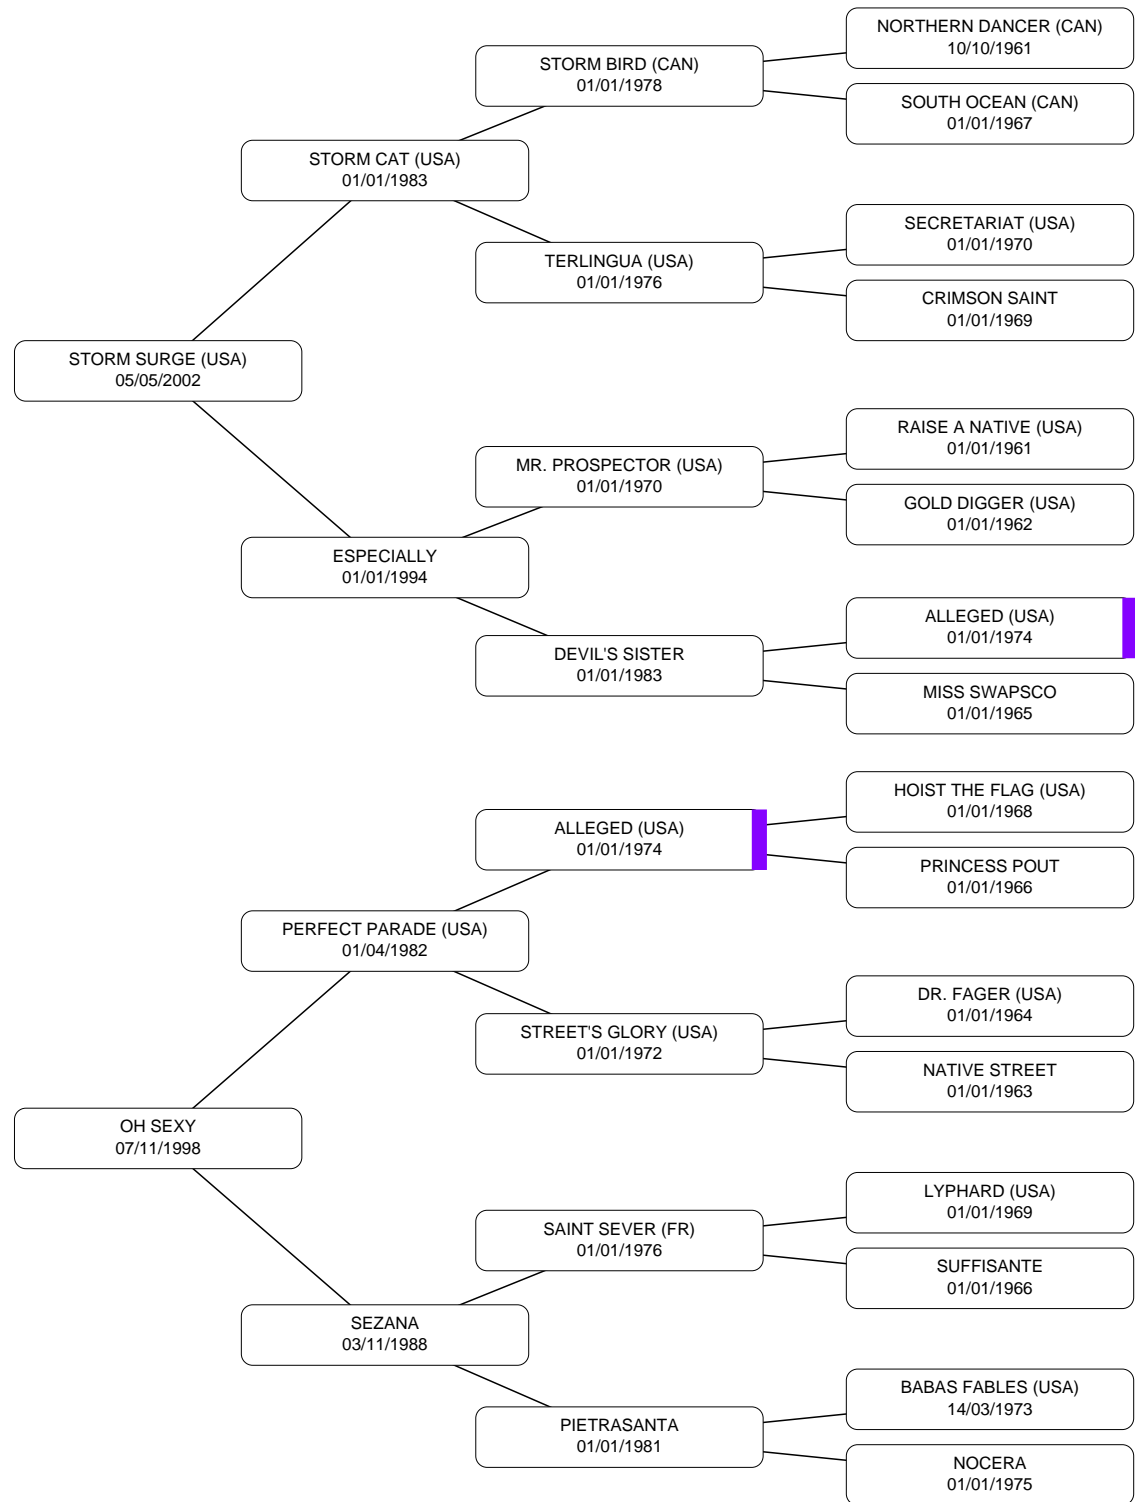 NORTHERN DANCER (CAN)
10/10/1961
STORM BIRD (CAN)
01/01/1978
SOUTH OCEAN (CAN)
01/01/1967
STORM CAT (USA)
01/01/1983
SECRETARIAT (USA)
01/01/1970
TERLINGUA (USA)
01/01/1976
CRIMSON SAINT
01/01/1969
STORM SURGE (USA)
05/05/2002
RAISE A NATIVE (USA)
01/01/1961
MR. PROSPECTOR (USA)
01/01/1970
GOLD DIGGER (USA)
01/01/1962
ESPECIALLY
01/01/1994
ALLEGED (USA)
01/01/1974
DEVIL'S SISTER
01/01/1983
MISS SWAPSCO
01/01/1965
HOIST THE FLAG (USA)
01/01/1968
ALLEGED (USA)
01/01/1974
PRINCESS POUT
01/01/1966
PERFECT PARADE (USA)
01/04/1982
DR. FAGER (USA)
01/01/1964
STREET'S GLORY (USA)
01/01/1972
NATIVE STREET
01/01/1963
OH SEXY
07/11/1998
LYPHARD (USA)
01/01/1969
SAINT SEVER (FR)
01/01/1976
SUFFISANTE
01/01/1966
SEZANA
03/11/1988
BABAS FABLES (USA)
14/03/1973
PIETRASANTA
01/01/1981
NOCERA
01/01/1975